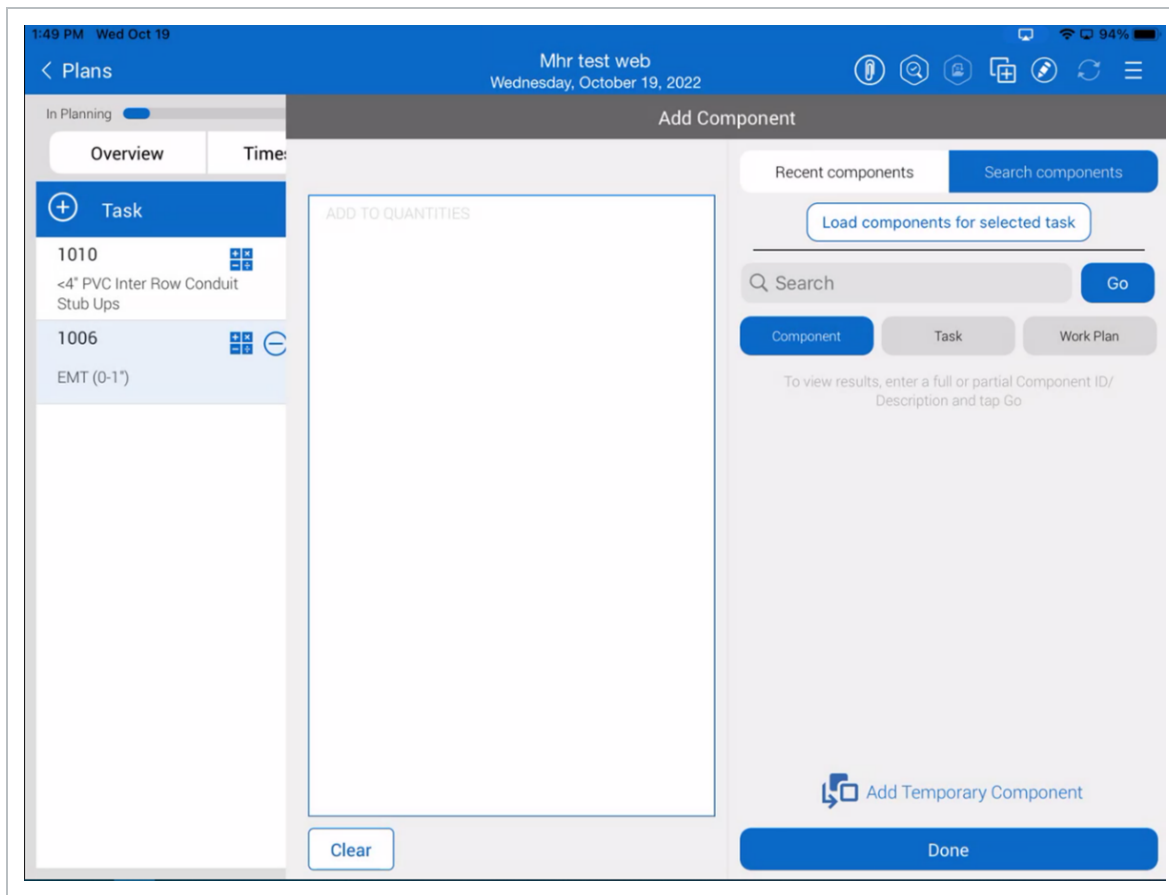 1:49 PM Wed Oct 19
94%
Plans
Mhr test web
Wednesday, October 19, 2022
In Planning
Add Component
Overview
Time
Task
1010
<4" PVC Inter Row Conduit
Stub Ups
1006
EMT (0-1")
ADD TO QUANTITIES
Clear
Recent components
Search components
Load components for selected task
Search
Go
Component
Task
Work Plan
To view results, enter a full or partial Component ID/
Description and tap Go
Add Temporary Component
Done